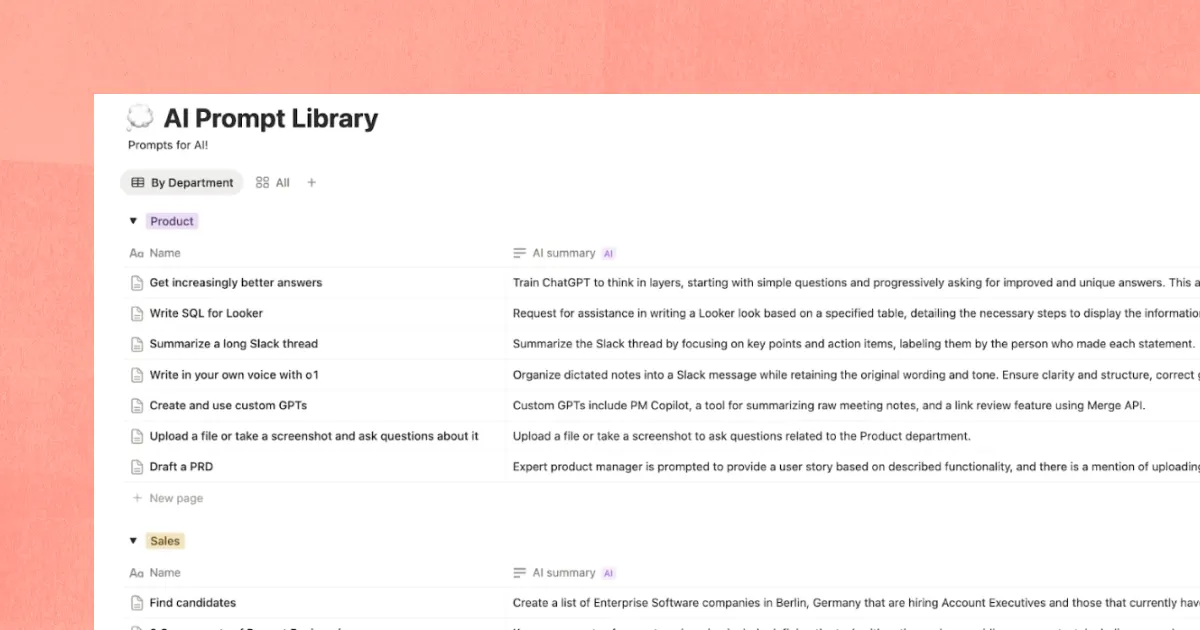 AI Prompt Library
Prompts for AI!
By Department All +
Product
Aa Name AI summary AI
Get increasingly better answers Train ChatGPT to think in layers, starting with simple questions and progressively asking for improved and unique answers. This
Write SQL for Looker Request for assistance in writing a Looker look based on a specified table, detailing the necessary steps to display the
Summarize a long Slack thread Summarize the Slack thread by focusing on key points and action items, labeling them by the person who made each statement.
Write in your own voice with o1 Organize dictated notes into a Slack message while retaining the original wording and tone. Ensure clarity and structure, correct
Create and use custom GPTs Custom GPTs include PM Copilot, a tool for summarizing raw meeting notes, and a link review feature using Merge API.
Upload a file or take a screenshot and ask questions about it Upload a file or take a screenshot to ask questions related to the Product department.
Draft a PRD Expert product manager is prompted to provide a user story based on described functionality, and there is a mention of uploading
+ New page
Sales
Aa Name AI summary AI
Find candidates Create a list of Enterprise Software companies in Berlin, Germany that are hiring Account Executives and those that currently have